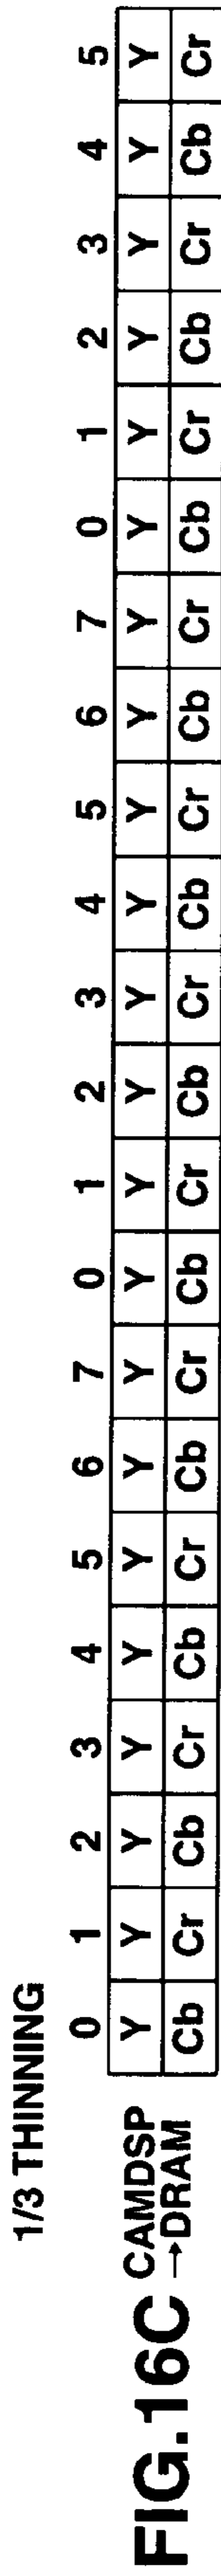 1/3 THINNING
0 1 2 3 4 5 6 7 0 1 2 3 4 5 6 7 0 1 2 3 4 5
FIG.16C CAMDSP →DRAM
Y Y Y Y Y Y Y Y Y Y Y Y Y Y Y Y Y Y Y Y Y Y
Cb Cr Cb Cr Cb Cr Cb Cr Cb Cr Cb Cr Cb Cr Cb Cr Cb Cr Cb Cr Cb Cr